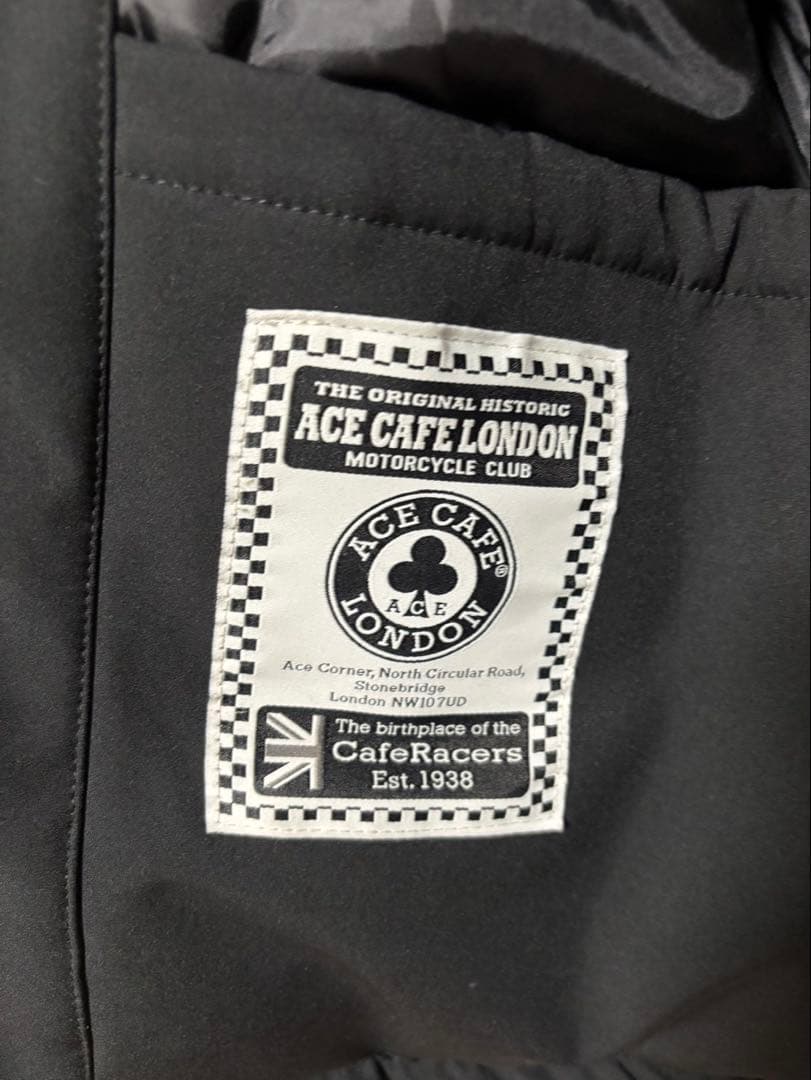 THE ORIGINAL HISTORIC
ACE CAFE LONDON
MOTORCYCLE CLUB
ACE CAFE®
ACE
LONDON
Ace Corner, North Circular Road,
Stonebridge
London NW107UD
The birthplace of the
CafeRacers
Est. 1938